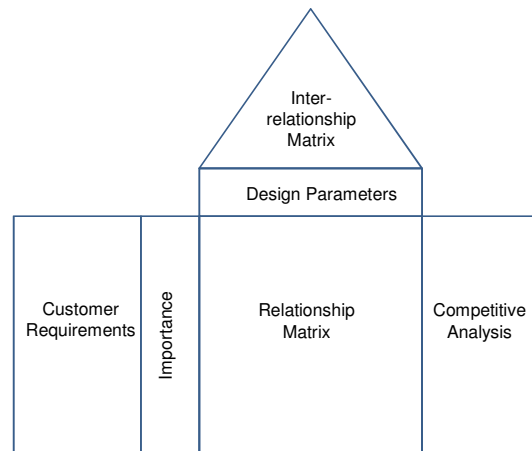 Inter-
relationship
Matrix
Design Parameters
Customer
Requirements
Importance
Relationship
Matrix
Competitive
Analysis